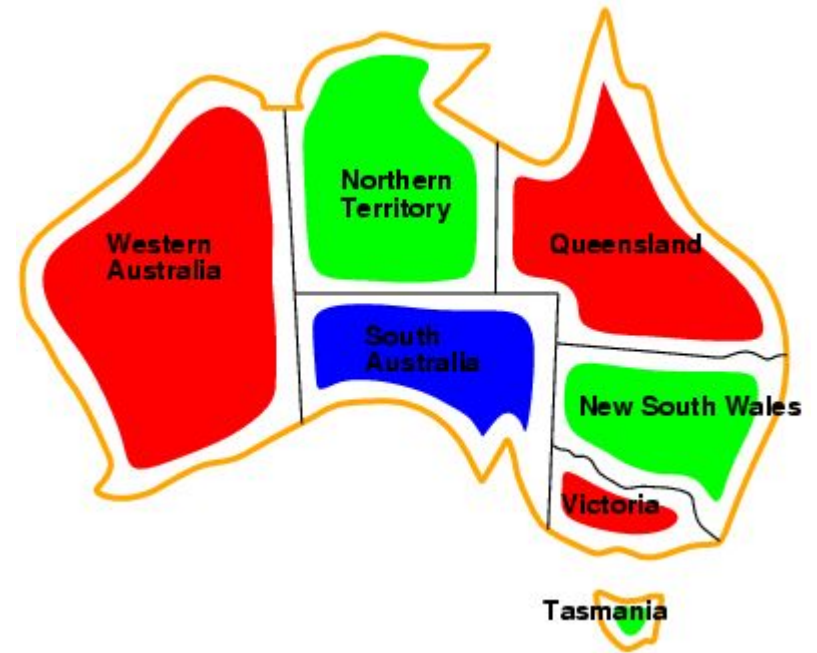 Northern
Territory
Western
Australia
Queensland
South
Australia
New South Wales
Victoria
Tasmania